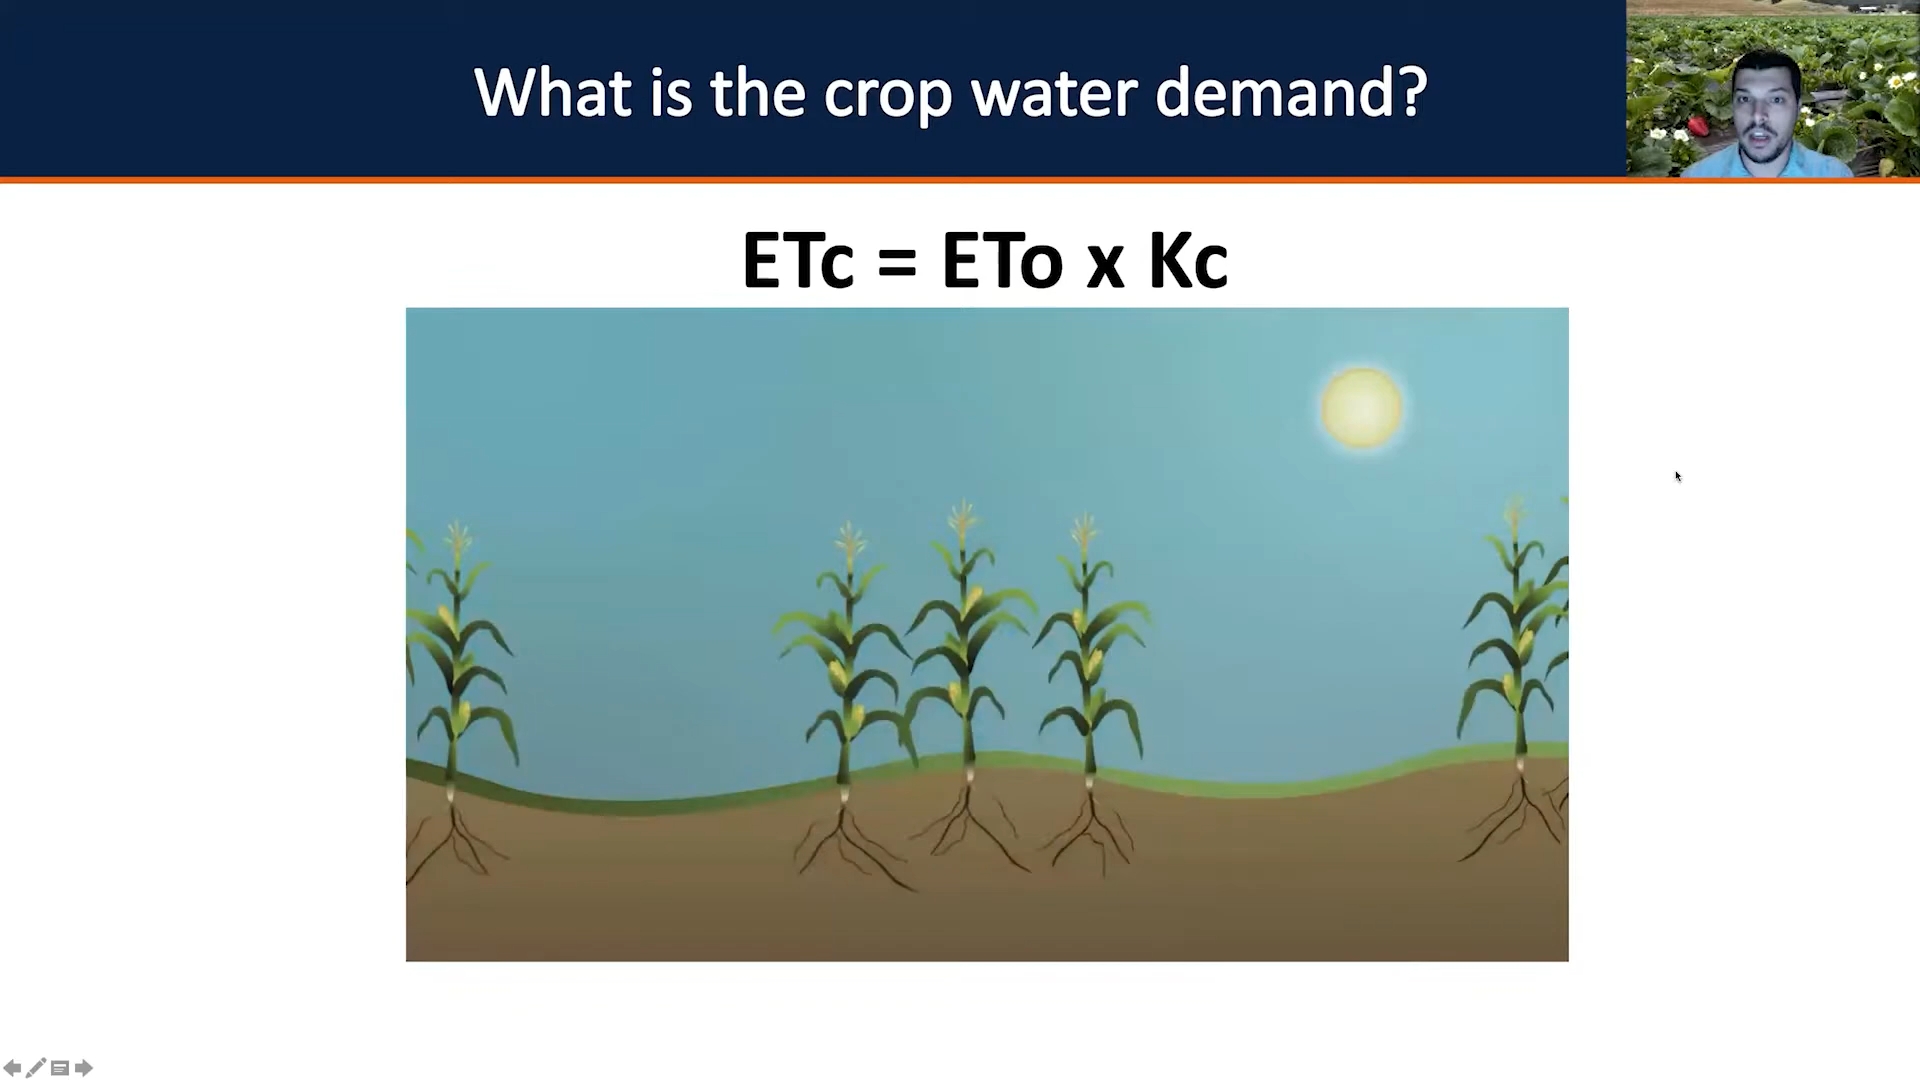 What is the crop water demand?
ETc = ETo x Kc